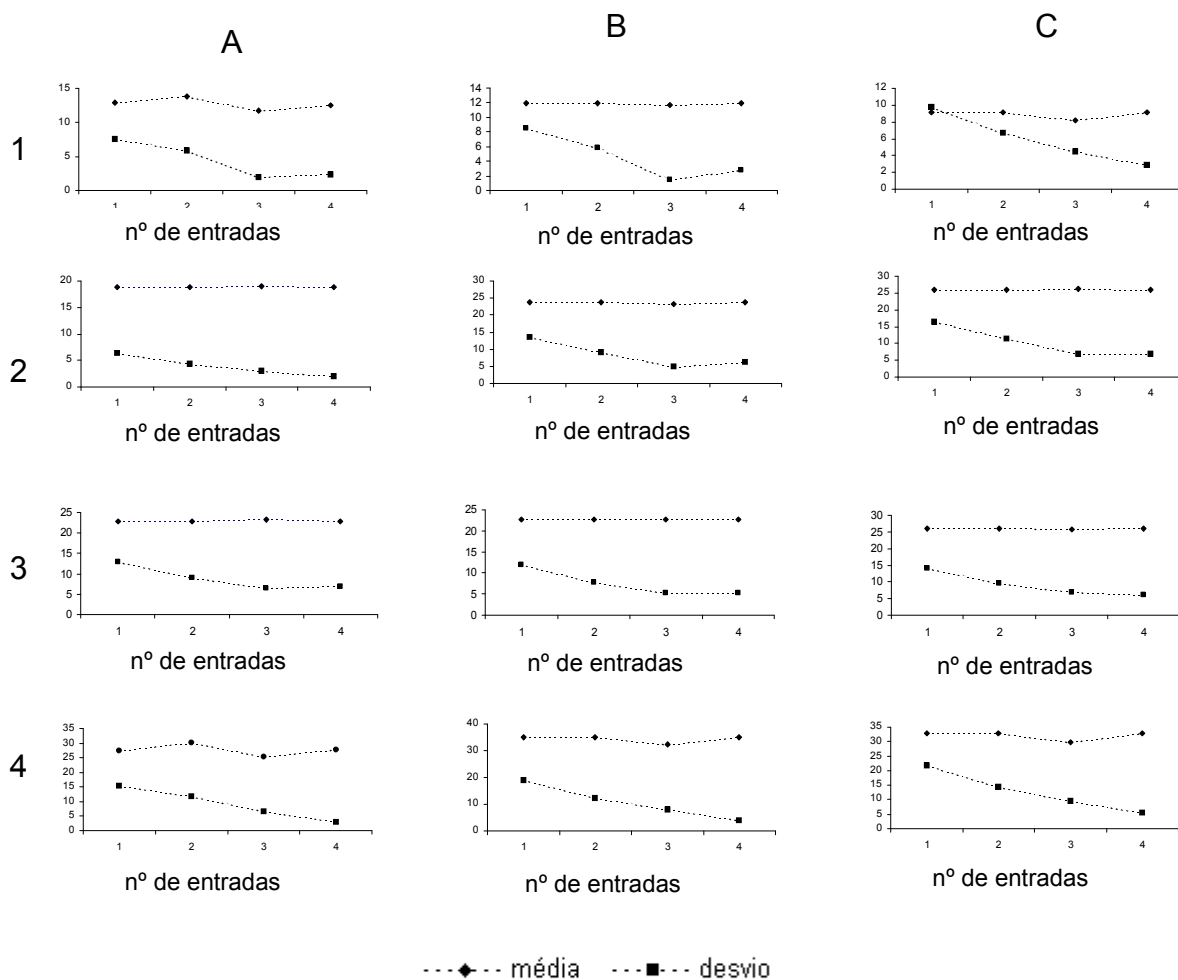 A B C
1
15 10 5 0
1 2 3 4
nº de entradas
14 12 10 8 6 4 2 0
1 2 3 4
nº de entradas
12 10 8 6 4 2 0
1 2 3 4
nº de entradas
2
20 15 10 5 0
1 2 3 4
nº de entradas
30 25 20 15 10 5 0
1 2 3 4
nº de entradas
30 25 20 15 10 5 0
1 2 3 4
nº de entradas
3
25 20 15 10 5 0
1 2 3 4
nº de entradas
25 20 15 10 5 0
1 2 3 4
nº de entradas
30 25 20 15 10 5 0
1 2 3 4
nº de entradas
4
35 30 25 20 15 10 5 0
1 2 3 4
nº de entradas
40 30 20 10 0
1 2 3 4
nº de entradas
35 30 25 20 15 10 5 0
1 2 3 4
nº de entradas
média desvio